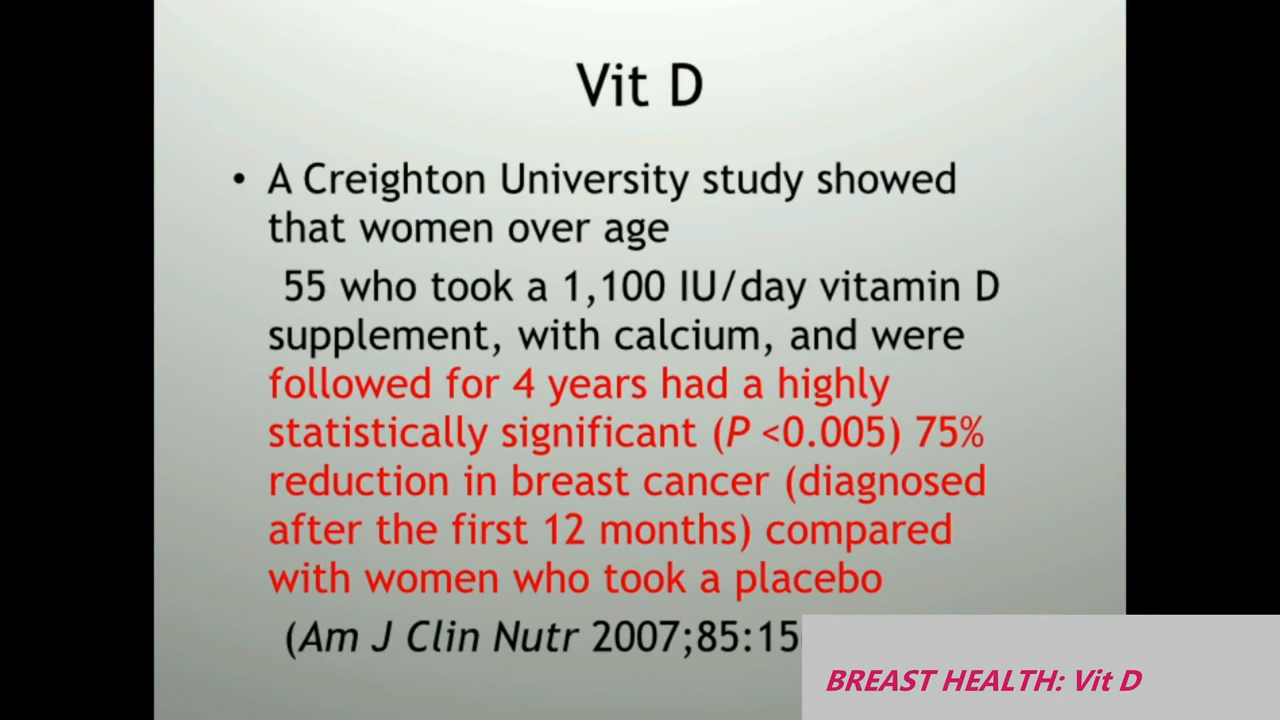 Vit D
• A Creighton University study showed
that women over age
55 who took a 1,100 IU/day vitamin D
supplement, with calcium, and were
followed for 4 years had a highly
statistically significant (P <0.005) 75%
reduction in breast cancer (diagnosed
after the first 12 months) compared
with women who took a placebo
(Am J Clin Nutr 2007;85:15
BREAST HEALTH: Vit D